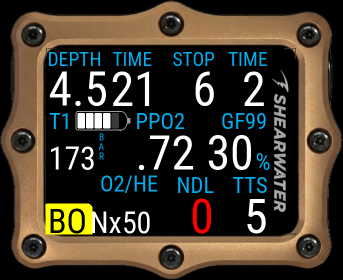 DEPTH TIME STOP TIME
4.5 21 6 2
T1 PPO2 GF99
173 BAR .72 30%
O2/HE NDL TTS
BO Nx50 0 5
SHEARWATER